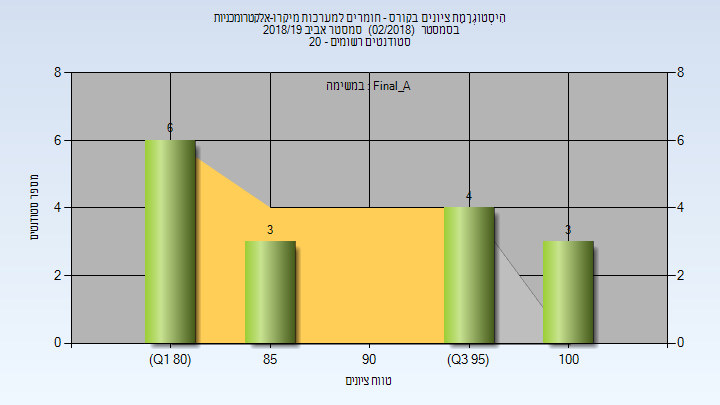 היסטוגרמת ציונים בקורס - חומרים למערכות מיקרו-אלקטרומכניות
בסמסטר (02/2018) סמסטר אביב 2018/19
סטודנטים רשומים - 20
במשימה : Final_A
8 8
6 6
4 4
2 2
0 0
6
3
4
3
מספר סטודנטים
(Q1 80) 85 90 (Q3 95) 100
טווח ציונים